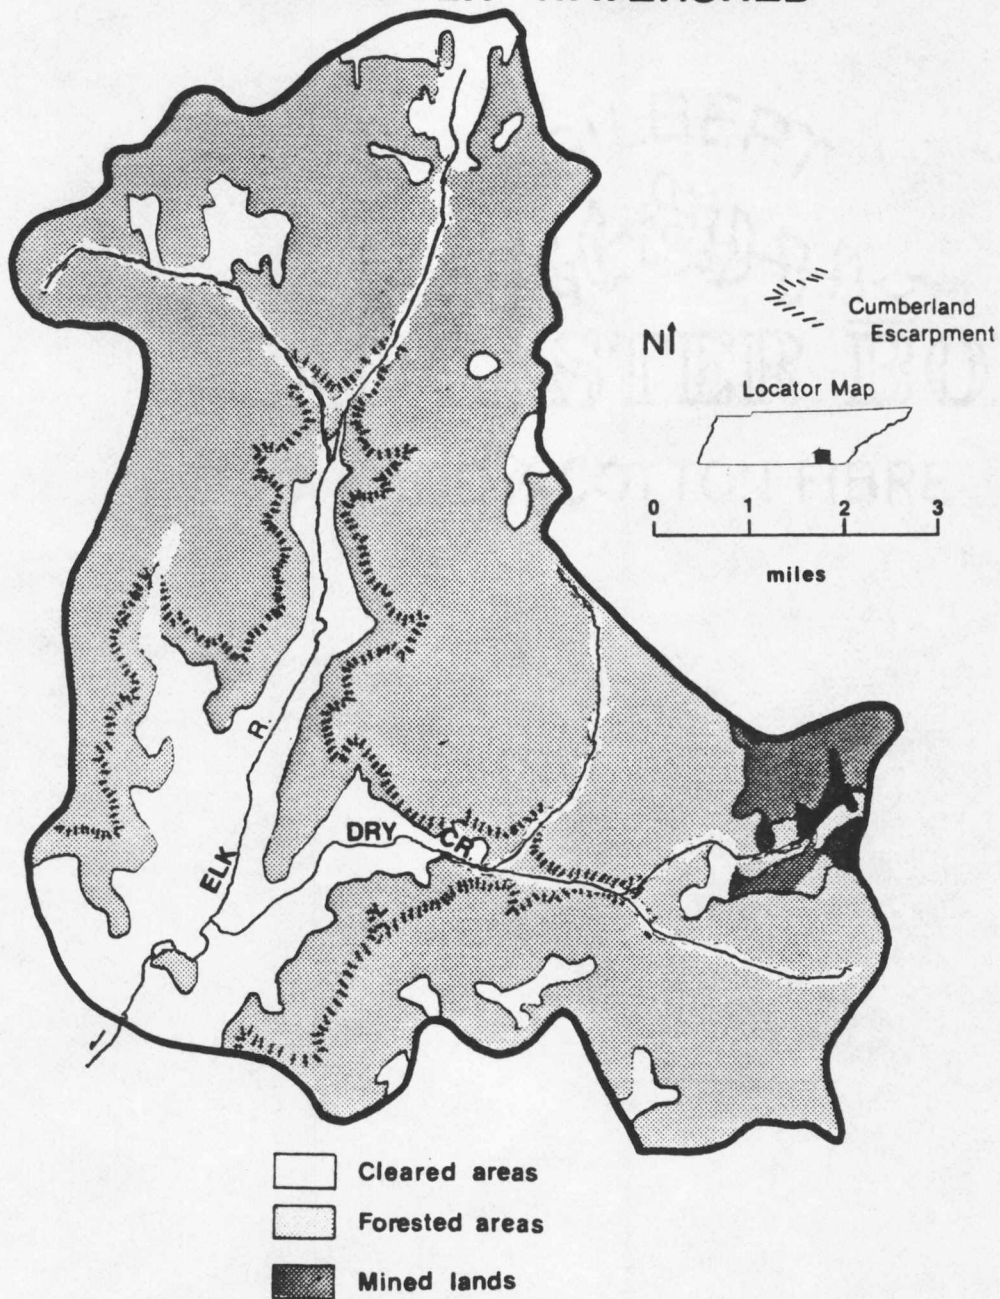 WATERSHED
Cumberland
Escarpment
N
Locator Map
0 1 2 3
miles
R.
ELK
DRY CR.
Cleared areas
Forested areas
Mined lands